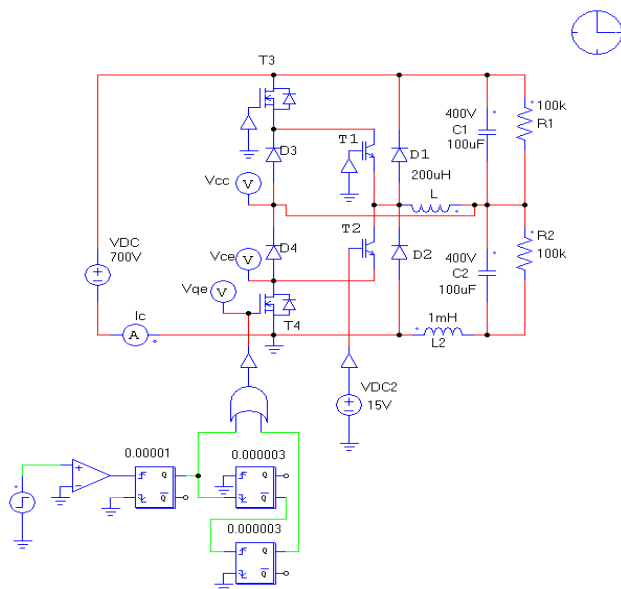 T3
100k
R1
400V
C1
100uF
T1
D3
D1
200uH
L
Vcc
V
T2
R2
100k
VDC
700V
D4
D2
Vce
V
400V
C2
100uF
Vqe
V
T4
Ic
A
1mH
L2
VDC2
15V
0.00001
0.000003
Q
Q
Q
Q
0.000003
Q
Q